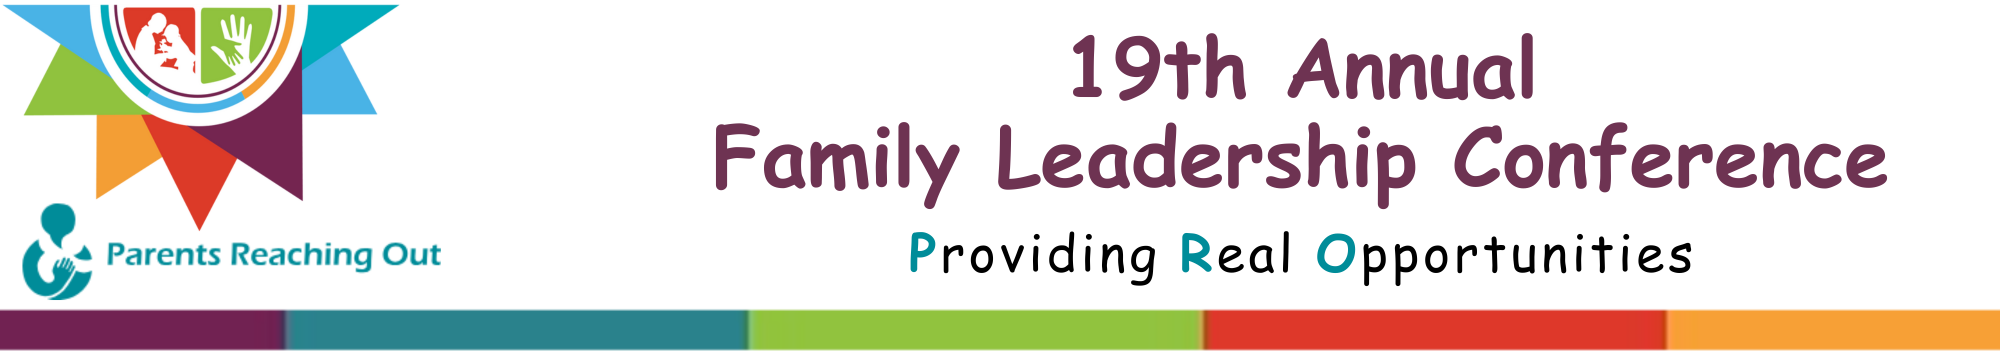 19th Annual
Family Leadership Conference
Providing Real Opportunities
Parents Reaching Out